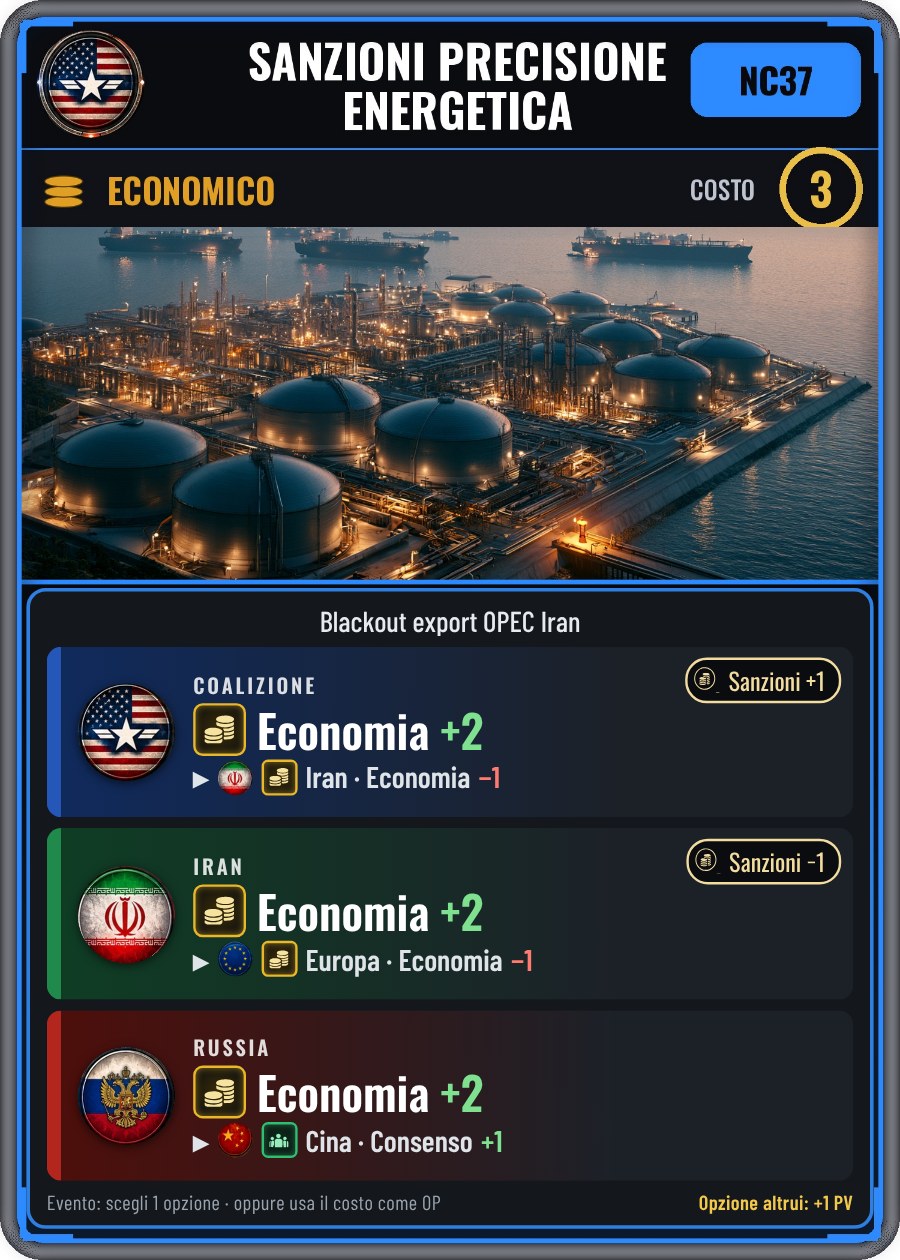 SANZIONI PRECISIONE
ENERGETICA
NC37
ECONOMICO
COSTO
3
Blackout export OPEC Iran
COALIZIONE
Sanzioni +1
Economia +2
▶ Iran · Economia −1
IRAN
Sanzioni −1
Economia +2
▶ Europa · Economia −1
RUSSIA
Economia +2
▶ Cina · Consenso +1
Evento: scegli 1 opzione · oppure usa il costo come OP
Opzione altrui: +1 PV